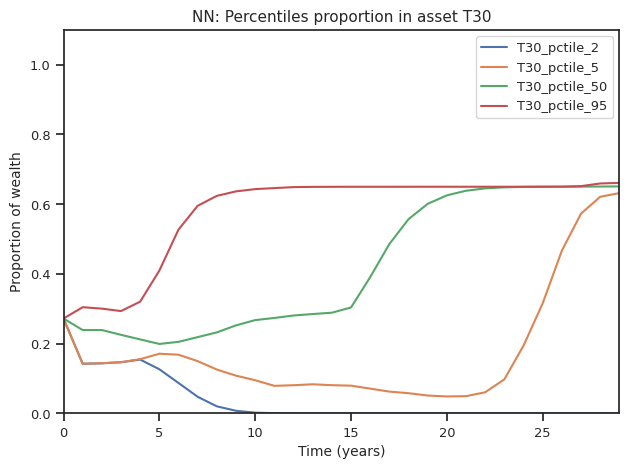 NN: Percentiles proportion in asset T30
T30_pctile_2
T30_pctile_5
T30_pctile_50
T30_pctile_95
Proportion of wealth
1.0
0.8
0.6
0.4
0.2
0.0
0 5 10 15 20 25
Time (years)